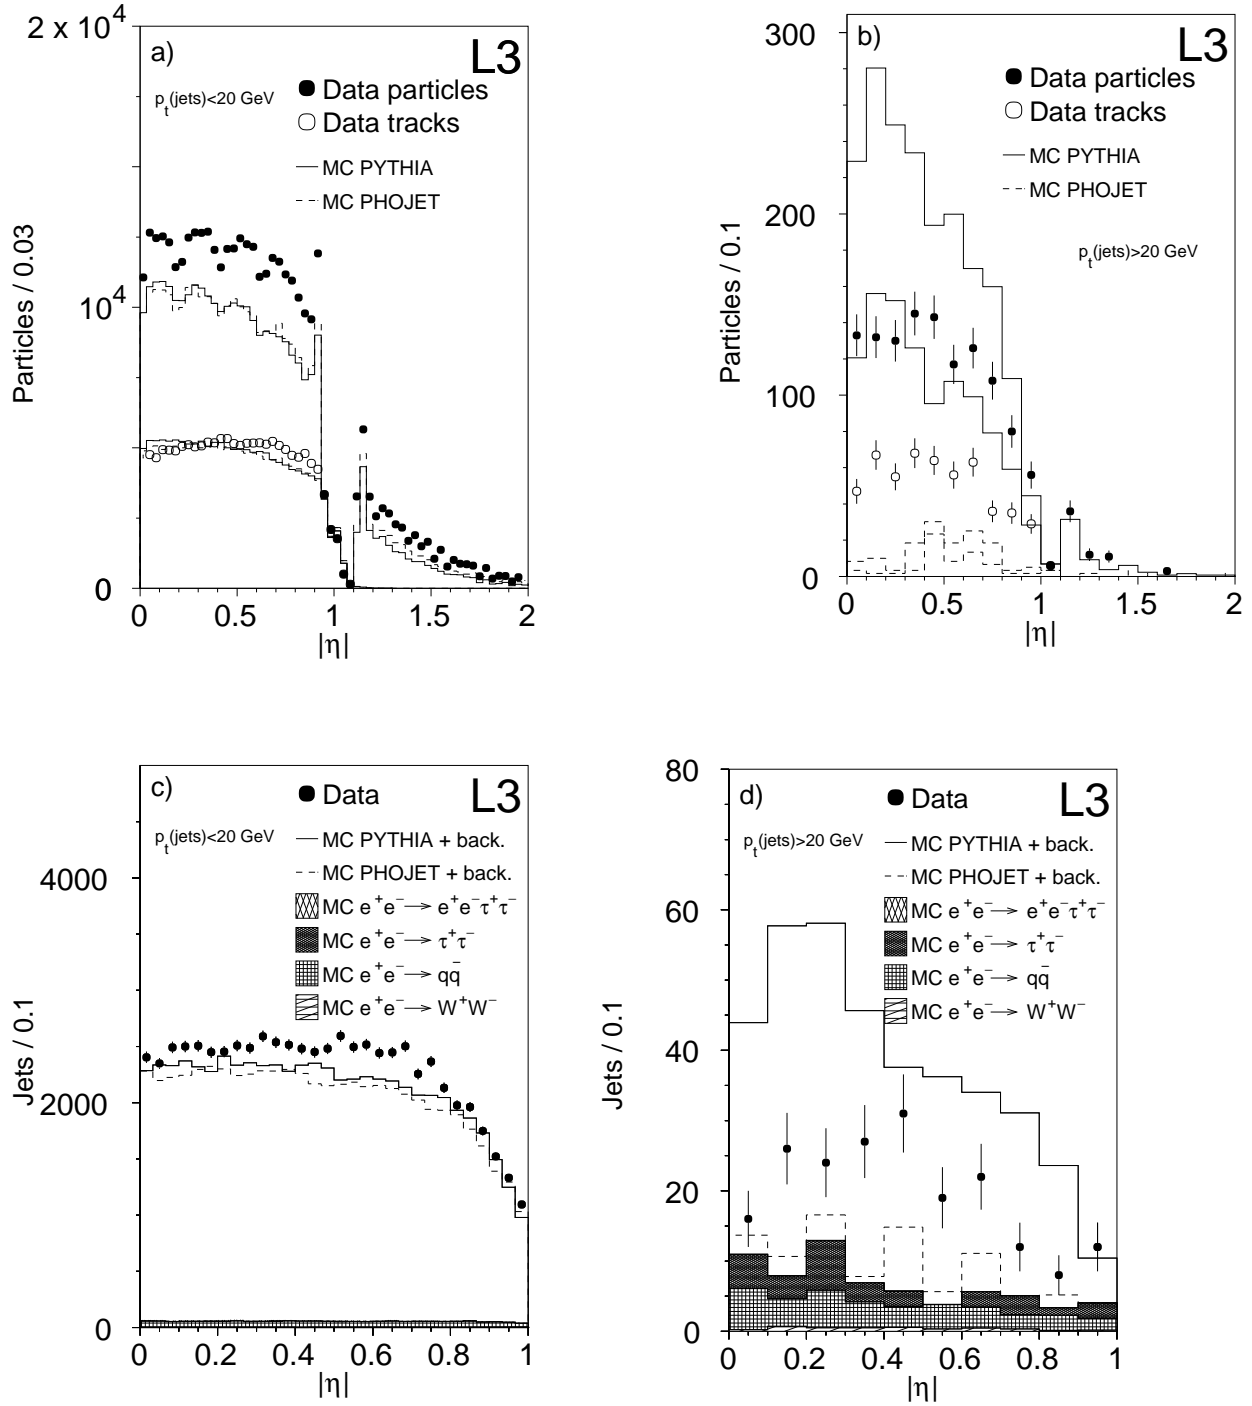 a)
L3
p_t(jets)<20 GeV
Data particles
Data tracks
MC PYTHIA
MC PHOJET
2 x 10^4
10^4
0
Particles / 0.03
0 0.5 1 1.5 2
|η|
b)
L3
Data particles
Data tracks
MC PYTHIA
MC PHOJET
p_t(jets)>20 GeV
300
200
100
0
Particles / 0.1
0 0.5 1 1.5 2
|η|
c)
L3
Data
p_t(jets)<20 GeV
MC PYTHIA + back.
MC PHOJET + back.
MC e⁺e⁻→ e⁺e⁻τ⁺τ⁻
MC e⁺e⁻→ τ⁺τ⁻
MC e⁺e⁻→ qq̄
MC e⁺e⁻→ W⁺W⁻
4000
2000
0
Jets / 0.1
0 0.2 0.4 0.6 0.8 1
|η|
d)
L3
Data
p_t(jets)>20 GeV
MC PYTHIA + back.
MC PHOJET + back.
MC e⁺e⁻→ e⁺e⁻τ⁺τ⁻
MC e⁺e⁻→ τ⁺τ⁻
MC e⁺e⁻→ qq̄
MC e⁺e⁻→ W⁺W⁻
80
60
40
20
0
Jets / 0.1
0 0.2 0.4 0.6 0.8 1
|η|